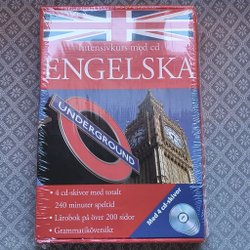 Intensivkurs med cd
ENGELSKA
UNDERGROUND
• 4 cd-skivor med totalt
240 minuter speltid
• Lärobok på över 200 sidor
• Grammatiköversikt
Med 4 cd-skivor